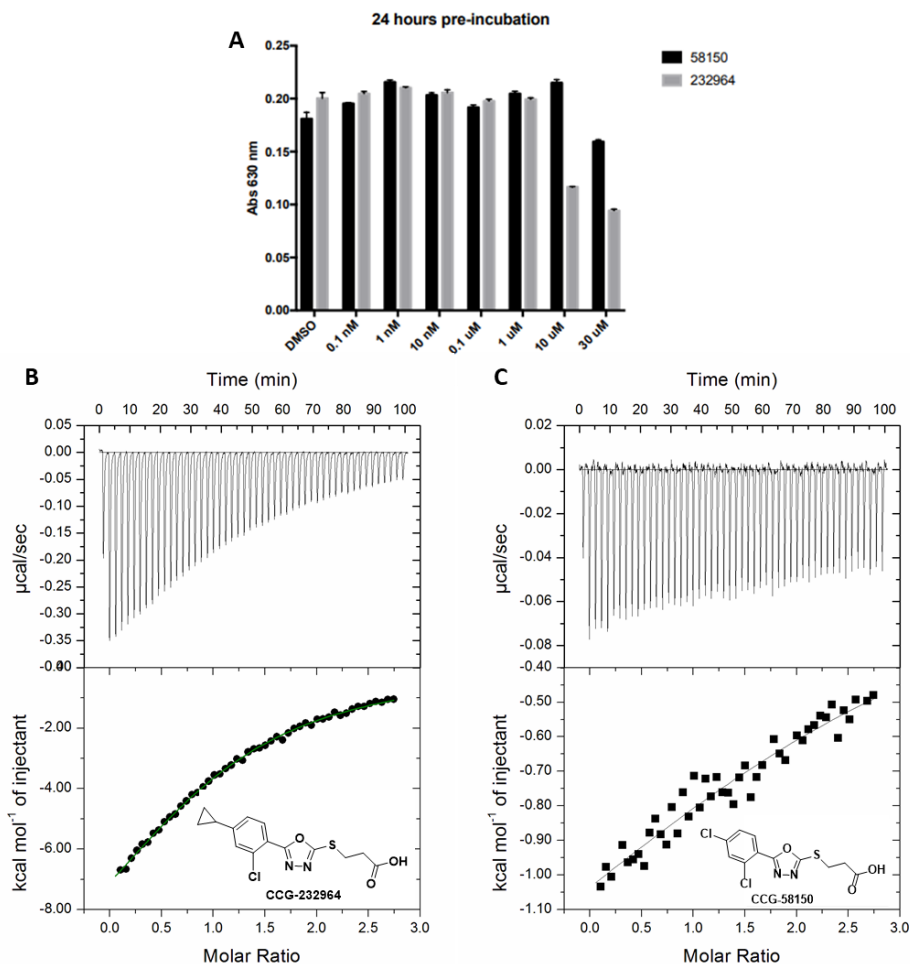 24 hours pre-incubation
A
0.25
0.20
0.15
0.10
0.05
0.00
Abs 630 nm
58150
232964
DMSO
0.1 nM
1 nM
10 nM
0.1 uM
1 uM
10 uM
30 uM
B
Time (min)
0 10 20 30 40 50 60 70 80 90 100
0.05
0.00
-0.05
-0.10
-0.15
-0.20
-0.25
-0.30
-0.35
µcal/sec
-2.00
-4.00
-6.00
-8.00
kcal mol-1 of injectant
Cl
O
N-N
S
O
OH
CCG-232964
0.0 0.5 1.0 1.5 2.0 2.5 3.0
Molar Ratio
C
Time (min)
0 10 20 30 40 50 60 70 80 90 100
0.02
0.00
-0.02
-0.04
-0.06
-0.08
µcal/sec
-0.40
-0.50
-0.60
-0.70
-0.80
-0.90
-1.00
-1.10
kcal mol-1 of injectant
Cl
Cl
O
N-N
S
O
OH
CCG-58150
0.0 0.5 1.0 1.5 2.0 2.5 3.0
Molar Ratio